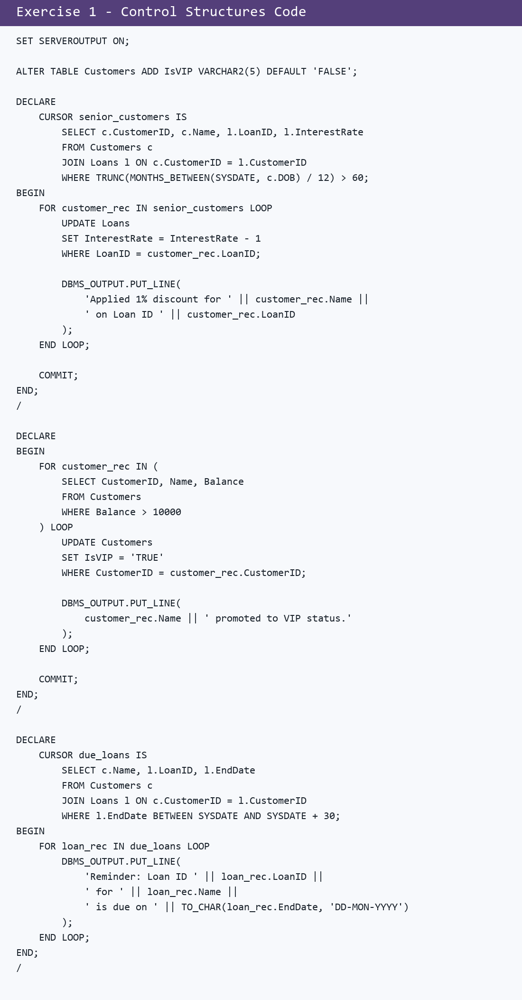 Exercise 1 - Control Structures Code
SET SERVEROUTPUT ON;

ALTER TABLE Customers ADD IsVIP VARCHAR2(5) DEFAULT 'FALSE';

DECLARE
    CURSOR senior_customers IS
        SELECT c.CustomerID, c.Name, l.LoanID, l.InterestRate
        FROM Customers c
        JOIN Loans l ON c.CustomerID = l.CustomerID
        WHERE TRUNC(MONTHS_BETWEEN(SYSDATE, c.DOB) / 12) > 60;
BEGIN
    FOR customer_rec IN senior_customers LOOP
        UPDATE Loans
        SET InterestRate = InterestRate - 1
        WHERE LoanID = customer_rec.LoanID;

        DBMS_OUTPUT.PUT_LINE(
            'Applied 1% discount for ' || customer_rec.Name ||
            ' on Loan ID ' || customer_rec.LoanID
        );
    END LOOP;

    COMMIT;
END;
/

DECLARE
BEGIN
    FOR customer_rec IN (
        SELECT CustomerID, Name, Balance
        FROM Customers
        WHERE Balance > 10000
    ) LOOP
        UPDATE Customers
        SET IsVIP = 'TRUE'
        WHERE CustomerID = customer_rec.CustomerID;

        DBMS_OUTPUT.PUT_LINE(
            customer_rec.Name || ' promoted to VIP status.'
        );
    END LOOP;

    COMMIT;
END;
/

DECLARE
    CURSOR due_loans IS
        SELECT c.Name, l.LoanID, l.EndDate
        FROM Customers c
        JOIN Loans l ON c.CustomerID = l.CustomerID
        WHERE l.EndDate BETWEEN SYSDATE AND SYSDATE + 30;
BEGIN
    FOR loan_rec IN due_loans LOOP
        DBMS_OUTPUT.PUT_LINE(
            'Reminder: Loan ID ' || loan_rec.LoanID ||
            ' for ' || loan_rec.Name ||
            ' is due on ' || TO_CHAR(loan_rec.EndDate, 'DD-MON-YYYY')
        );
    END LOOP;
END;
/